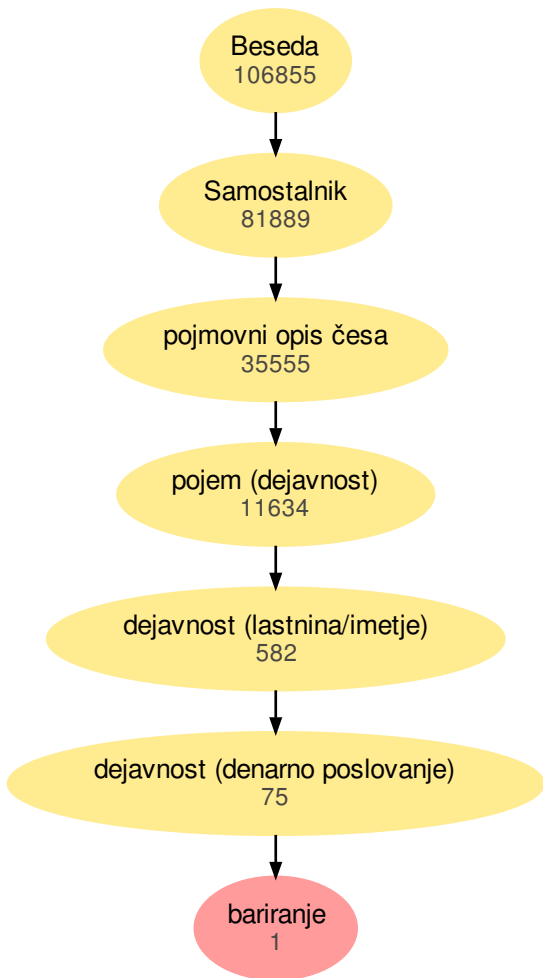 Beseda
106855
Samostalnik
81889
pojmovni opis česa
35555
pojem (dejavnost)
11634
dejavnost (lastnina/imetje)
582
dejavnost (denarno poslovanje)
75
bariranje
1